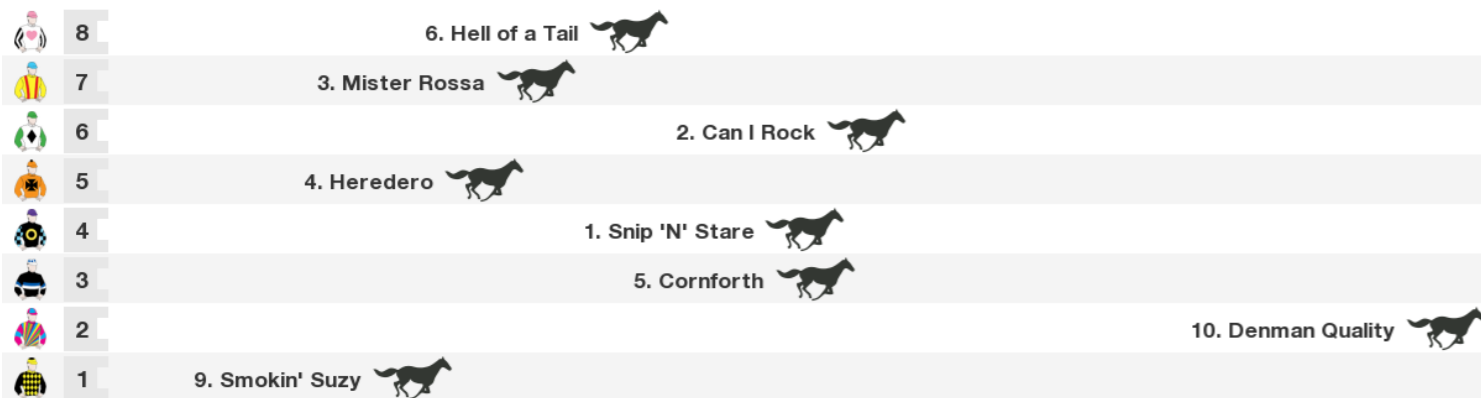 8 6. Hell of a Tail
7 3. Mister Rossa
6 2. Can I Rock
5 4. Heredero
4 1. Snip 'N' Stare
3 5. Cornforth
2 10. Denman Quality
1 9. Smokin' Suzy